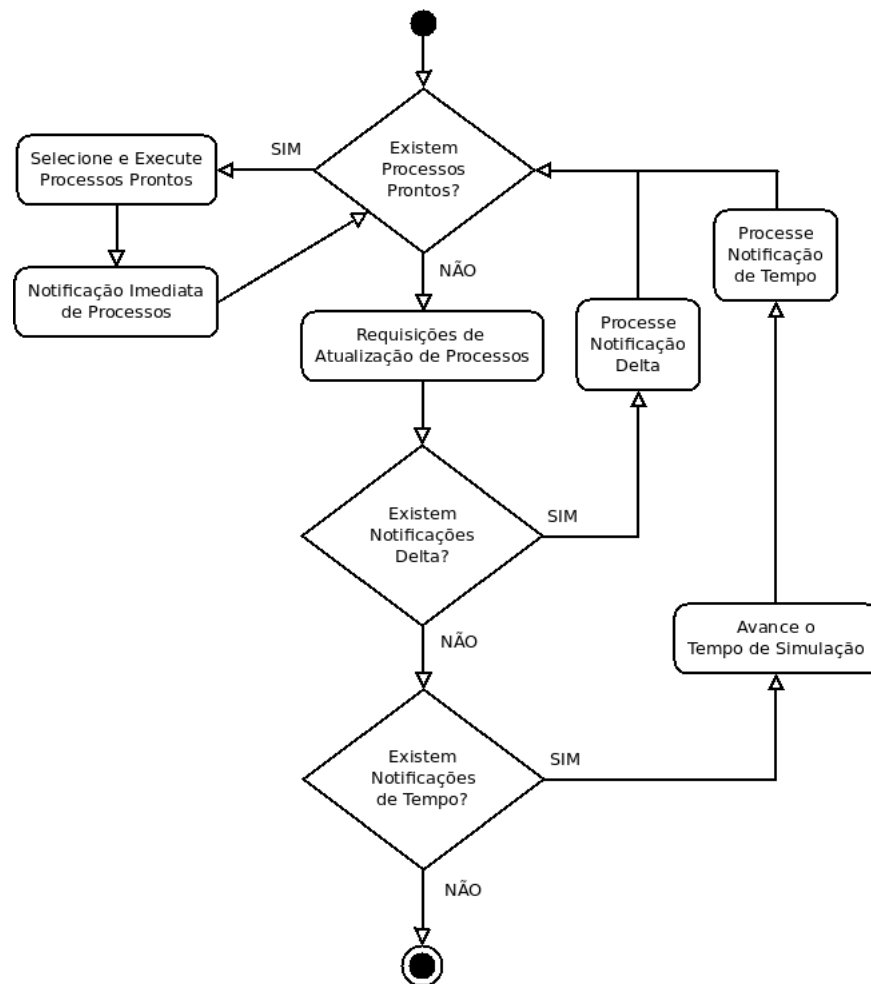 Existem
Processos
Prontos?
SIM
Selecione e Execute
Processos Prontos
Notificação Imediata
de Processos
NÃO
Requisições de
Atualização de Processos
Processe
Notificação
Delta
Processe
Notificação
de Tempo
Existem
Notificações
Delta?
SIM
NÃO
Avance o
Tempo de Simulação
Existem
Notificações
de Tempo?
SIM
NÃO